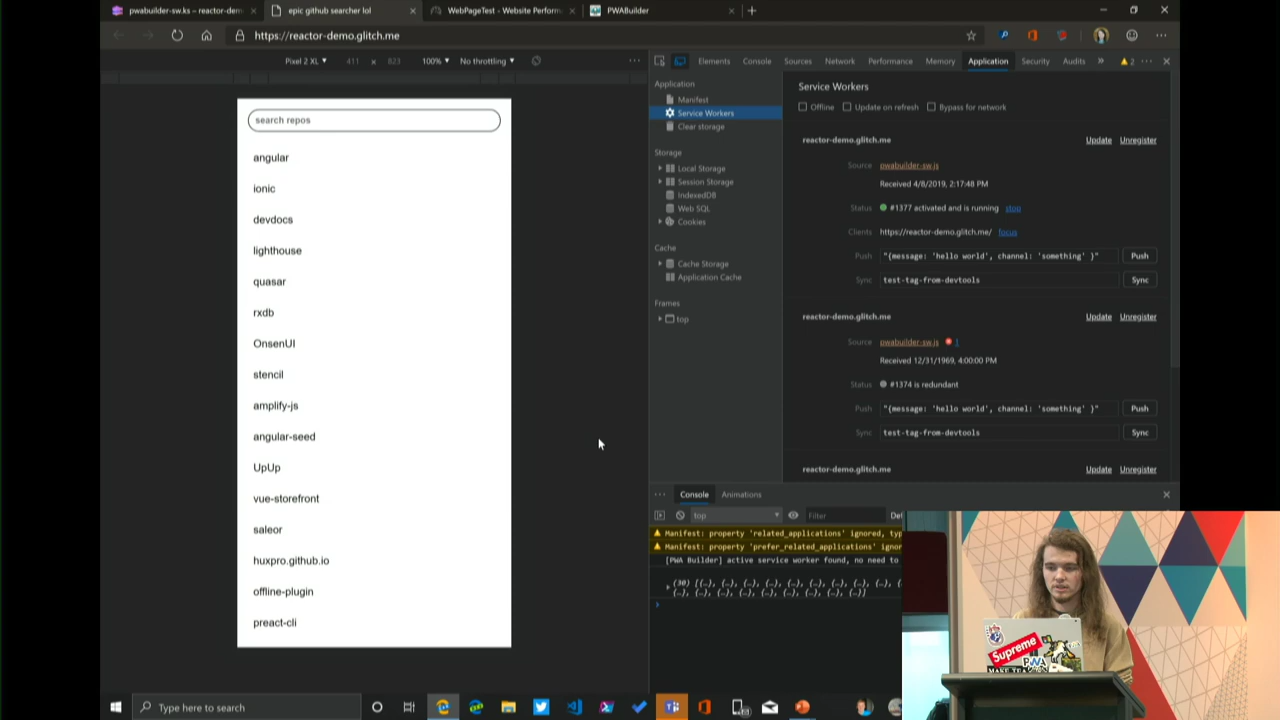 pwabuilder-sw.ks – reactor-dem
epic github searcher lol
WebPageTest - Website Perform
PWABuilder
https://reactor-demo.glitch.me
Pixel 2 XL 411 × 823 100% No throttling
Elements Console Sources Network Performance Memory Application Security Audits 2
search repos
angular
ionic
devdocs
lighthouse
quasar
rxdb
OnsenUI
stencil
amplify-js
angular-seed
UpUp
vue-storefront
saleor
huxpro.github.io
offline-plugin
preact-cli
Application
Manifest
Service Workers
Clear storage
Storage
Local Storage
Session Storage
IndexedDB
Web SQL
Cookies
Cache
Cache Storage
Application Cache
Frames
top
Service Workers
Offline Update on refresh Bypass for network
reactor-demo.glitch.me Update Unregister
Source pwabuilder-sw.js
Received 4/8/2019, 2:17:48 PM
Status #1377 activated and is running stop
Clients https://reactor-demo.glitch.me/ focus
Push "{message: 'hello world', channel: 'something' }" Push
Sync test-tag-from-devtools Sync
reactor-demo.glitch.me Update Unregister
Source pwabuilder-sw.js 1
Received 12/31/1969, 4:00:00 PM
Status #1374 is redundant
Push "{message: 'hello world', channel: 'something' }" Push
Sync test-tag-from-devtools Sync
reactor-demo.glitch.me Update Unregister
Console Animations
top Filter Def
Manifest: property 'related_applications' ignored, typ
Manifest: property 'prefer_related_applications' ignor
[PWA Builder] active service worker found, no need to
(30) [{…}, {…}, {…}, {…}, {…}, {…}, {…}, {…}, {…},
{…}, {…}, {…}, {…}, {…}, {…}, {…}, {…}, {…}]
Supreme
PWA
Type here to search